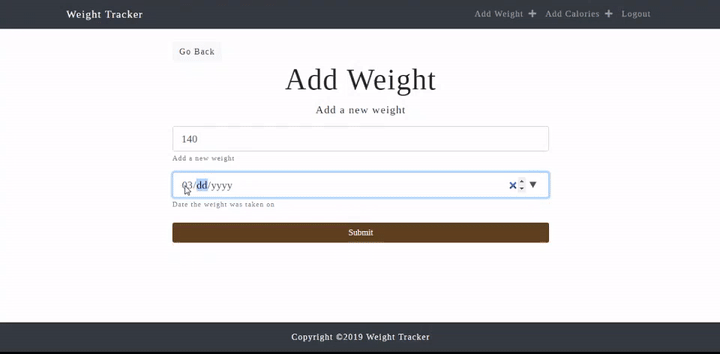 Weight Tracker Add Weight + Add Calories + Logout
Go Back
Add Weight
Add a new weight
140
Add a new weight
03/dd/yyyy
Date the weight was taken on
Submit
Copyright ©2019 Weight Tracker